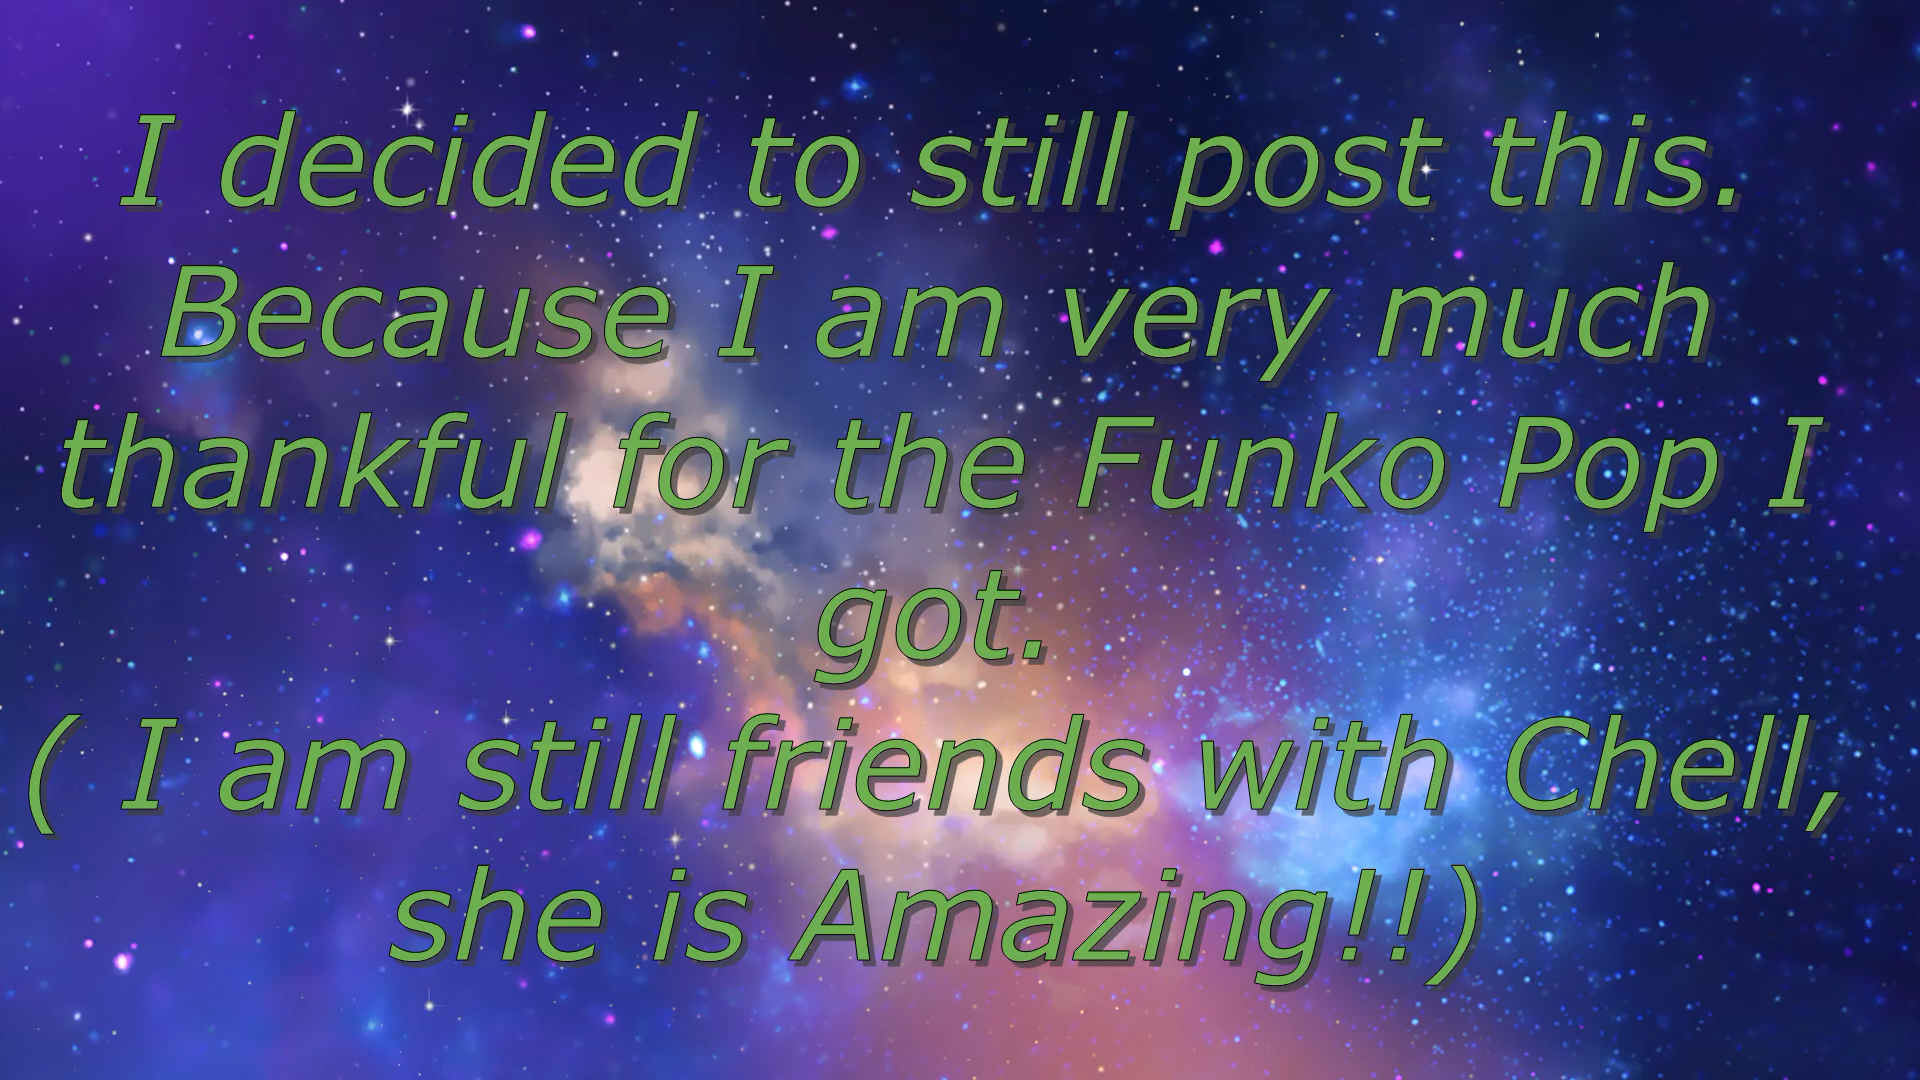 I decided to still post this.
Because I am very much
thankful for the Funko Pop I
got.
( I am still friends with Chell,
she is Amazing!!)